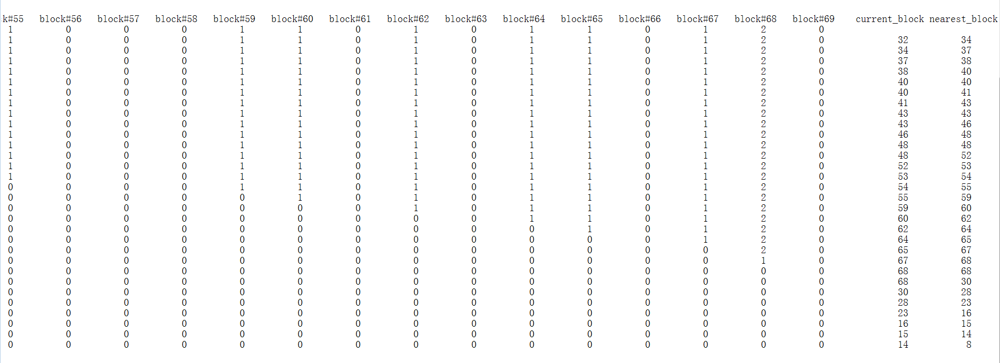 k#55 block#56 block#57 block#58 block#59 block#60 block#61 block#62 block#63 block#64 block#65 block#66 block#67 block#68 block#69 current_block nearest_block
1 0 0 0 1 1 0 1 0 1 1 0 1 2 0
1 0 0 0 1 1 0 1 0 1 1 0 1 2 0 32 34
1 0 0 0 1 1 0 1 0 1 1 0 1 2 0 34 37
1 0 0 0 1 1 0 1 0 1 1 0 1 2 0 37 38
1 0 0 0 1 1 0 1 0 1 1 0 1 2 0 38 40
1 0 0 0 1 1 0 1 0 1 1 0 1 2 0 40 40
1 0 0 0 1 1 0 1 0 1 1 0 1 2 0 40 41
1 0 0 0 1 1 0 1 0 1 1 0 1 2 0 41 43
1 0 0 0 1 1 0 1 0 1 1 0 1 2 0 43 43
1 0 0 0 1 1 0 1 0 1 1 0 1 2 0 43 46
1 0 0 0 1 1 0 1 0 1 1 0 1 2 0 46 48
1 0 0 0 1 1 0 1 0 1 1 0 1 2 0 48 48
1 0 0 0 1 1 0 1 0 1 1 0 1 2 0 48 52
1 0 0 0 1 1 0 1 0 1 1 0 1 2 0 52 53
1 0 0 0 1 1 0 1 0 1 1 0 1 2 0 53 54
0 0 0 0 1 1 0 1 0 1 1 0 1 2 0 54 55
0 0 0 0 0 1 0 1 0 1 1 0 1 2 0 55 59
0 0 0 0 0 0 0 1 0 1 1 0 1 2 0 59 60
0 0 0 0 0 0 0 0 0 1 1 0 1 2 0 60 62
0 0 0 0 0 0 0 0 0 0 1 0 1 2 0 62 64
0 0 0 0 0 0 0 0 0 0 0 0 1 2 0 64 65
0 0 0 0 0 0 0 0 0 0 0 0 0 2 0 65 67
0 0 0 0 0 0 0 0 0 0 0 0 0 1 0 67 68
0 0 0 0 0 0 0 0 0 0 0 0 0 0 0 68 68
0 0 0 0 0 0 0 0 0 0 0 0 0 0 0 68 30
0 0 0 0 0 0 0 0 0 0 0 0 0 0 0 30 28
0 0 0 0 0 0 0 0 0 0 0 0 0 0 0 28 23
0 0 0 0 0 0 0 0 0 0 0 0 0 0 0 23 16
0 0 0 0 0 0 0 0 0 0 0 0 0 0 0 16 15
0 0 0 0 0 0 0 0 0 0 0 0 0 0 0 15 14
0 0 0 0 0 0 0 0 0 0 0 0 0 0 0 14 8